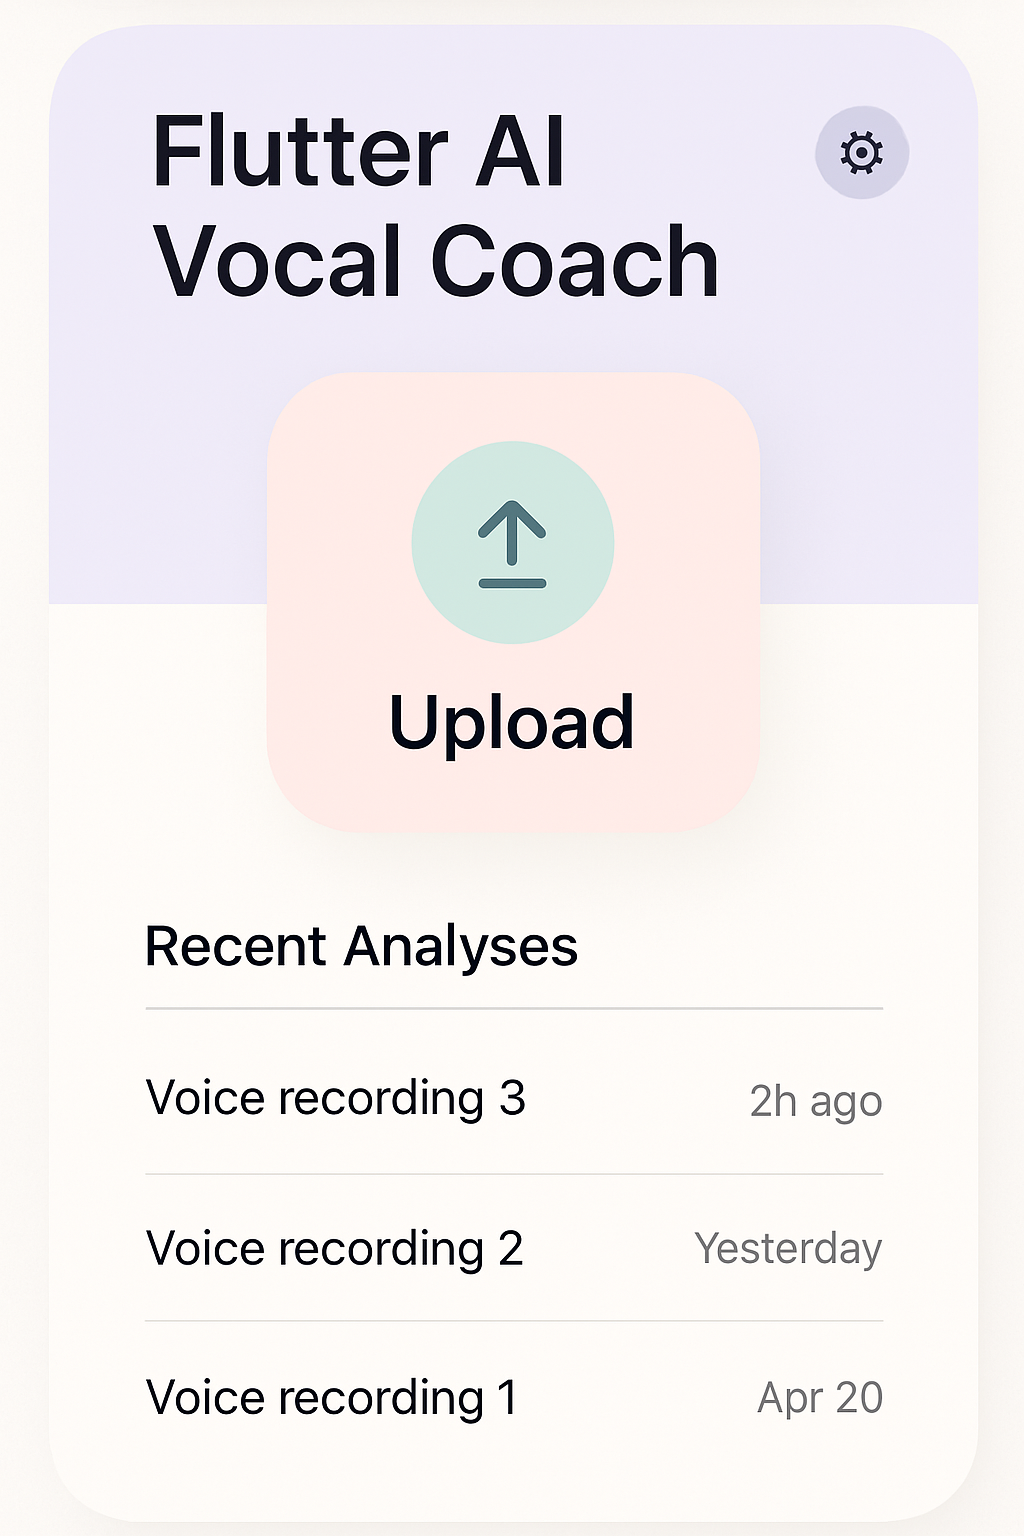 Flutter AI
Vocal Coach
Upload
Recent Analyses
Voice recording 3 2h ago
Voice recording 2 Yesterday
Voice recording 1 Apr 20